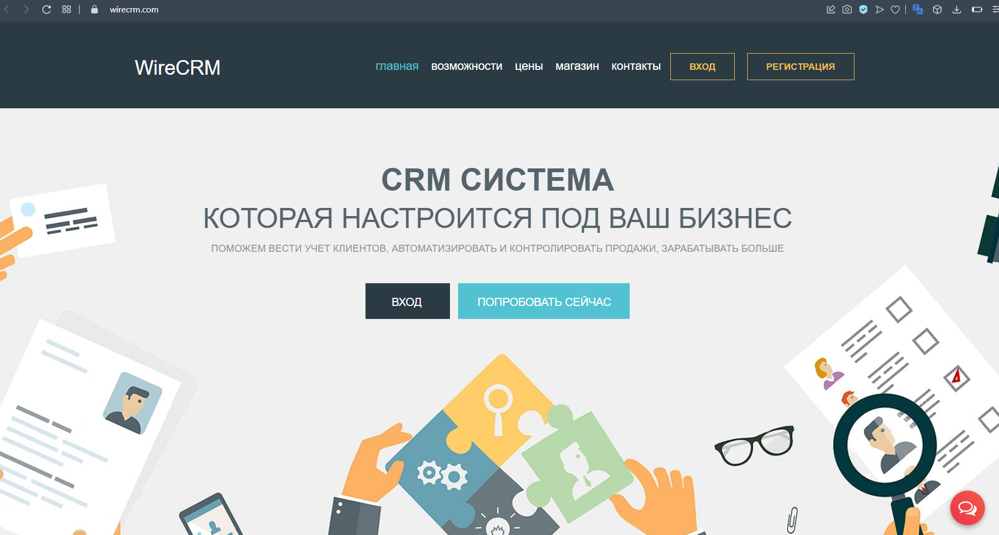 wirecrm.com
WireCRM
главная возможности цены магазин контакты ВХОД РЕГИСТРАЦИЯ
CRM СИСТЕМА
КОТОРАЯ НАСТРОИТСЯ ПОД ВАШ БИЗНЕС
ПОМОЖЕМ ВЕСТИ УЧЕТ КЛИЕНТОВ, АВТОМАТИЗИРОВАТЬ И КОНТРОЛИРОВАТЬ ПРОДАЖИ, ЗАРАБАТЫВАТЬ БОЛЬШЕ
ВХОД ПОПРОБОВАТЬ СЕЙЧАС